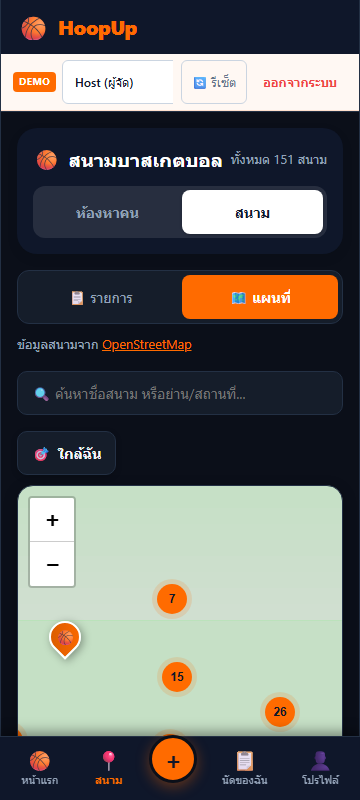 HoopUp
DEMO
Host (ผู้จัด)
รีเซ็ต
ออกจากระบบ
สนามบาสเกตบอล
ทั้งหมด 151 สนาม
ห้องหาคน
สนาม
รายการ
แผนที่
ข้อมูลสนามจาก OpenStreetMap
ค้นหาชื่อสนาม หรือย่าน/สถานที่...
ใกล้ฉัน
+
−
7
15
26
หน้าแรก
สนาม
+
นัดของฉัน
โปรไฟล์